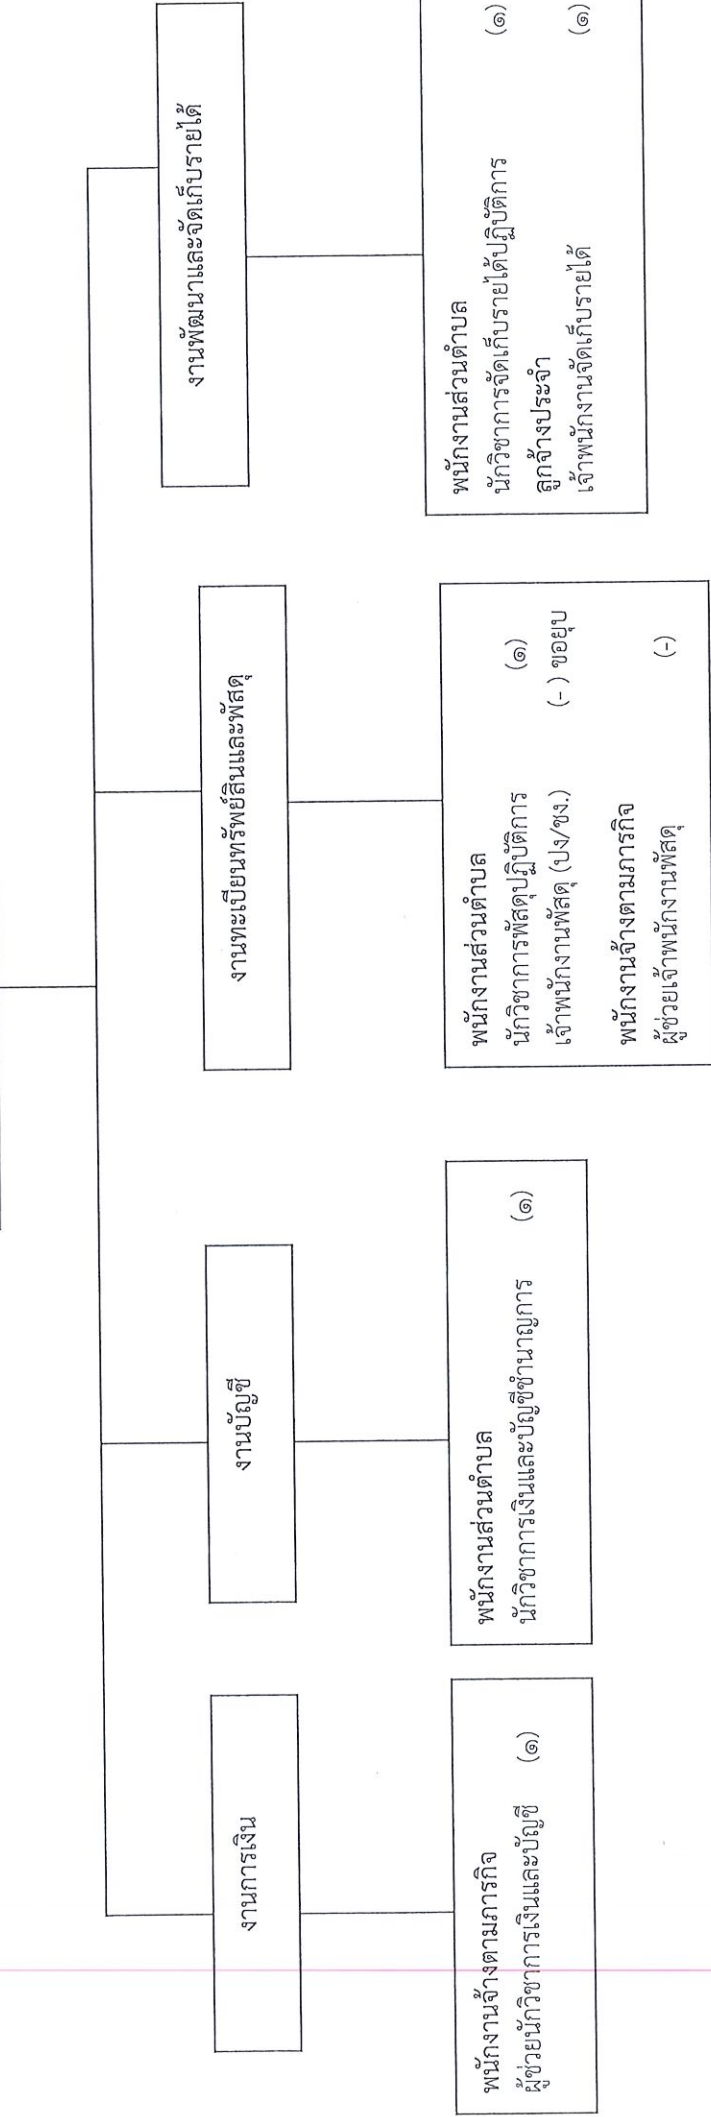 งานการเงิน
พนักงานจ้างตามภารกิจ
ผู้ช่วยนักวิชาการเงินและบัญชี (๑)
งานบัญชี
พนักงานส่วนตำบล
นักวิชาการเงินและบัญชีชำนาญการ (๑)
งานทะเบียนทรัพย์สินและพัสดุ
พนักงานส่วนตำบล
นักวิชาการพัสดุปฏิบัติการ (๑)
เจ้าพนักงานพัสดุ (ปง/ชง.) (- ) ขอยุบ
พนักงานจ้างตามภารกิจ
ผู้ช่วยเจ้าพนักงานพัสดุ (-)
งานพัฒนาและจัดเก็บรายได้
พนักงานส่วนตำบล
นักวิชาการจัดเก็บรายได้ปฏิบัติการ (๑)
ลูกจ้างประจำ
เจ้าพนักงานจัดเก็บรายได้ (๑)